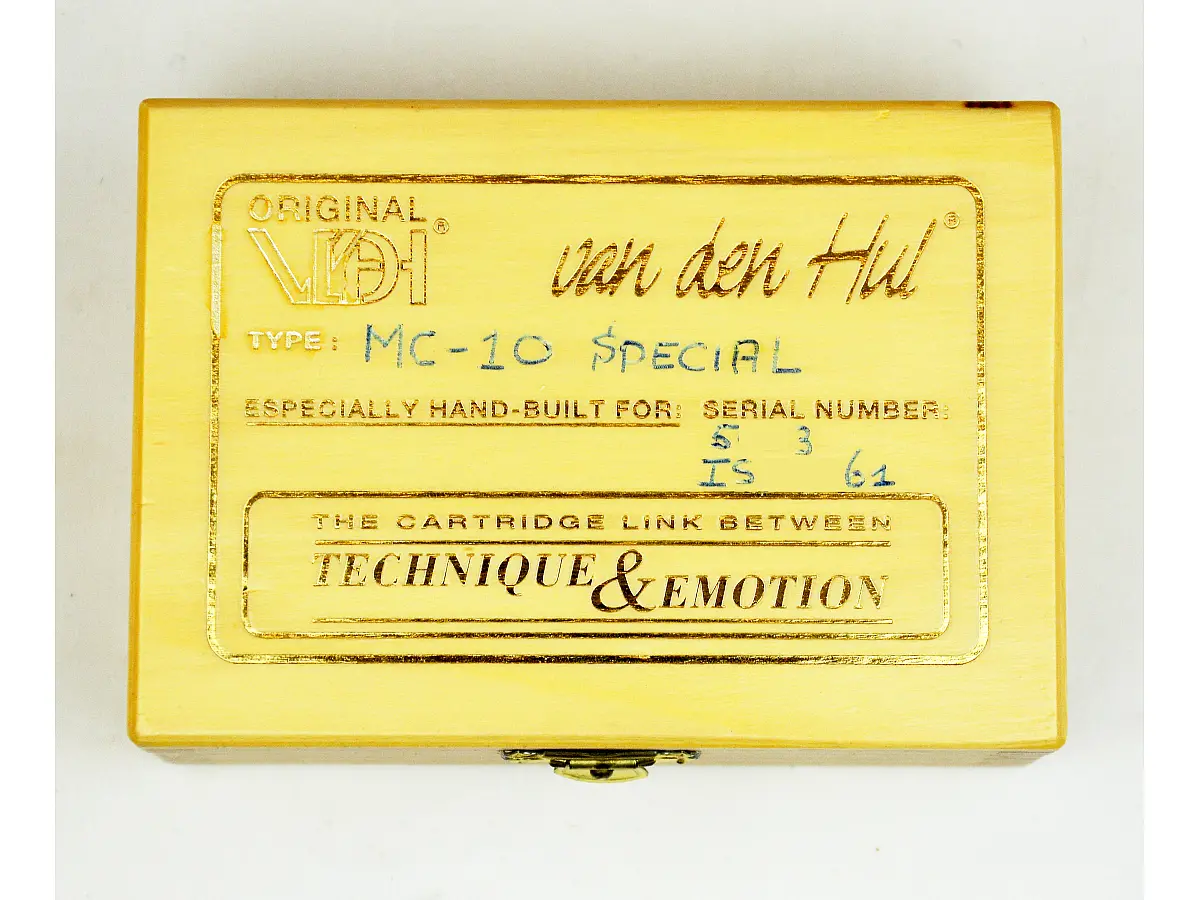 ORIGINAL
VDH®
van den Hul®
TYPE: MC-10 SPECIAL
ESPECIALLY HAND-BUILT FOR: SERIAL NUMBER:
5 3
IS 61
THE CARTRIDGE LINK BETWEEN
TECHNIQUE & EMOTION